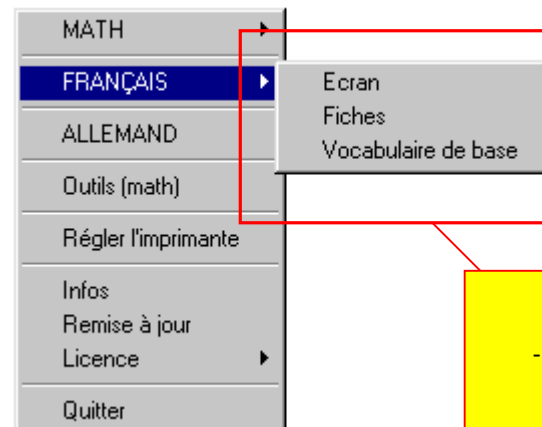 MATH
FRANÇAIS
Ecran
Fiches
Vocabulaire de base
ALLEMAND
Outils (math)
Régler l'imprimante
Infos
Remise à jour
Licence
Quitter
-